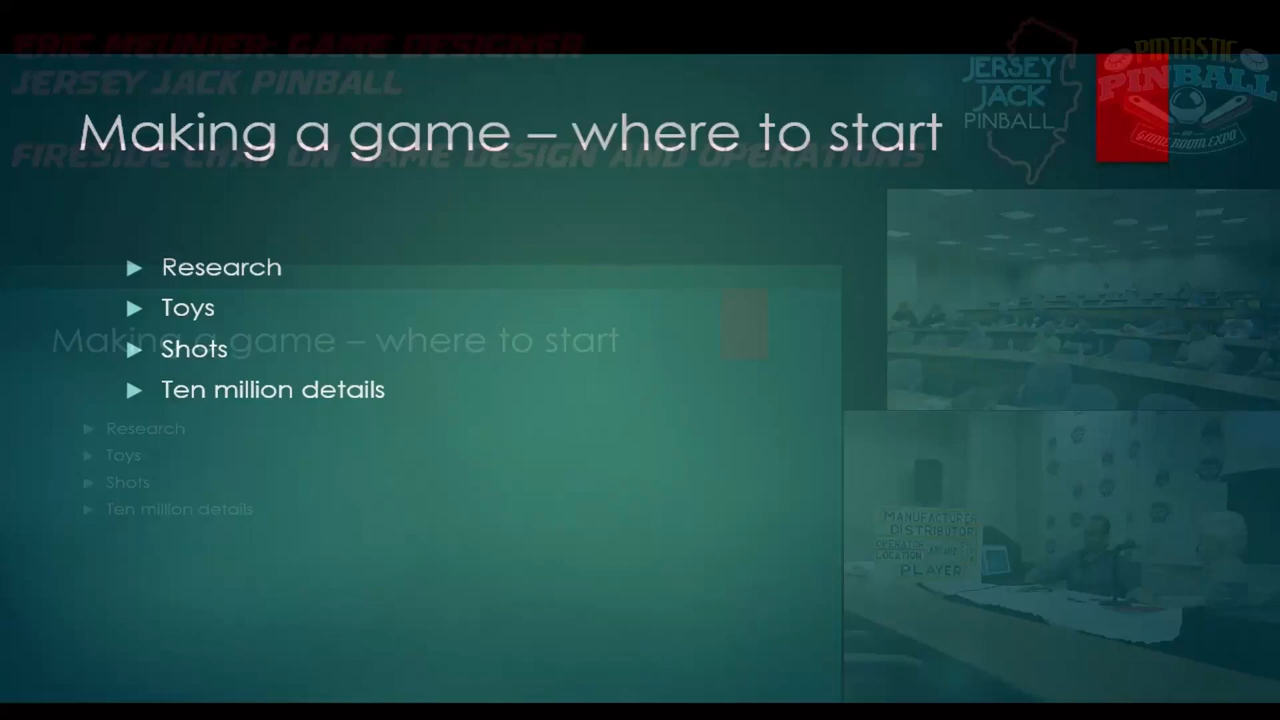 ERIC MEUNIER: GAME DESIGNER
JERSEY JACK PINBALL
FIRESIDE CHAT ON GAME DESIGN AND OPERATIONS
JERSEY
JACK
PINBALL
PINTASTIC
PINBALL
GAME ROOM EXPO
Making a game – where to start
Research
Toys
Shots
Ten million details
Making a game – where to start
Research
Toys
Shots
Ten million details
MANUFACTURER
DISTRIBUTOR
OPERATOR
LOCATION
PLAYER